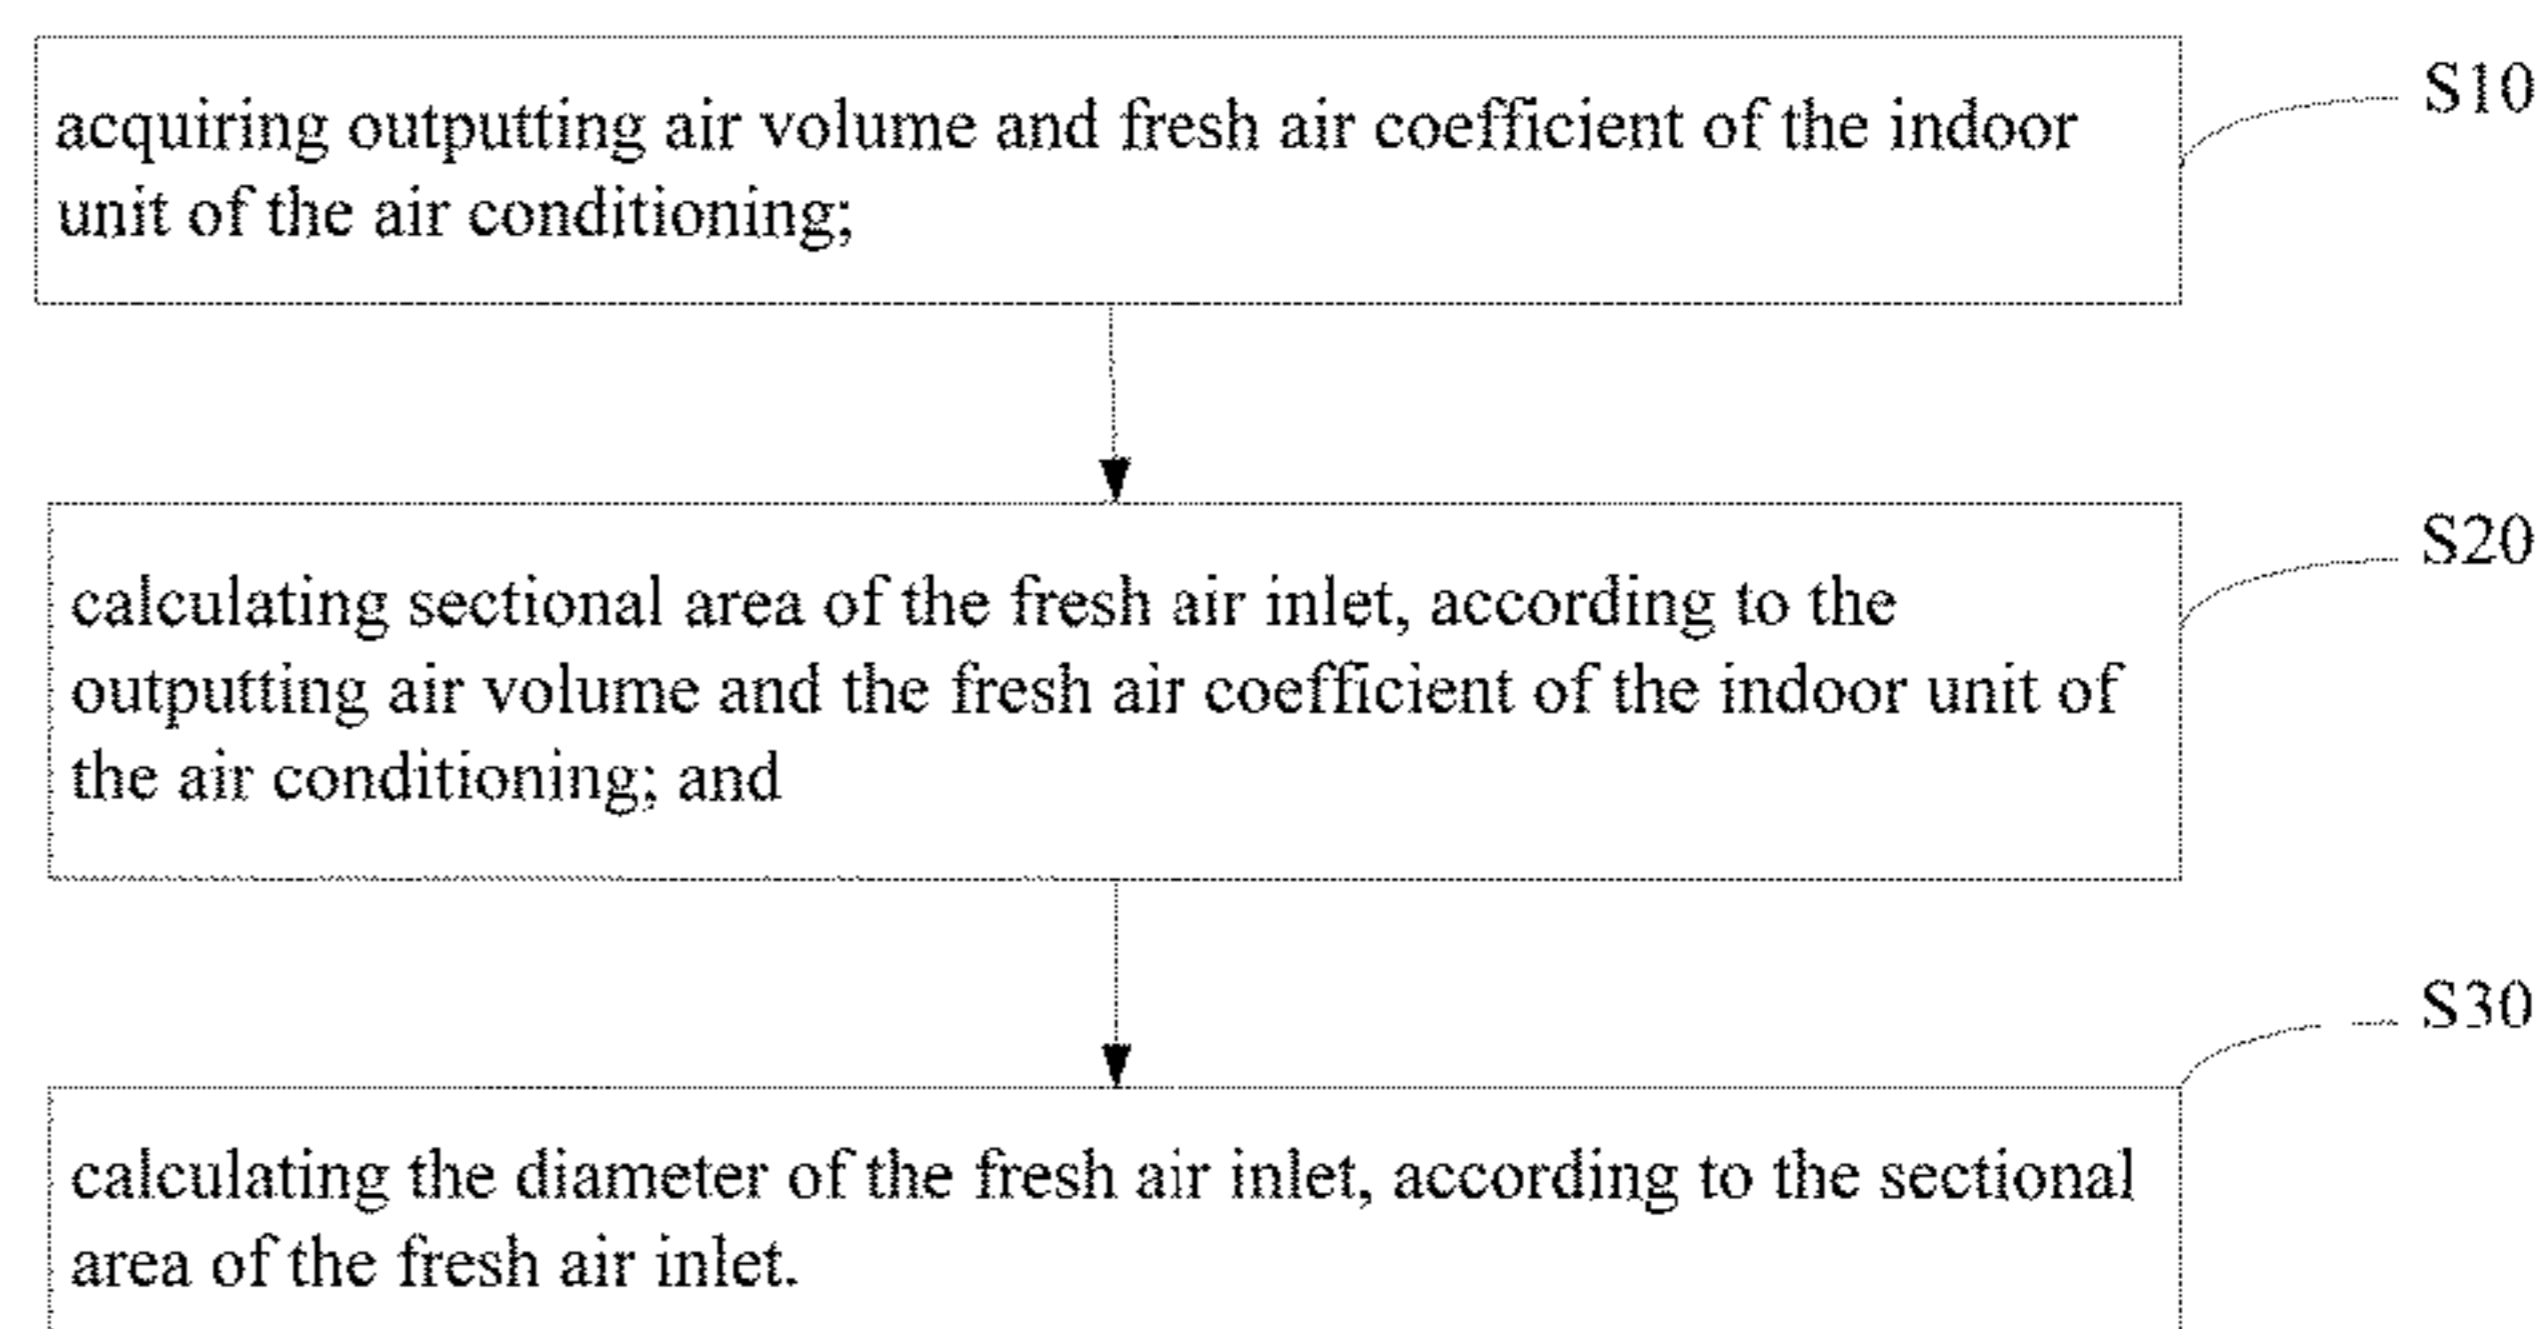 acquiring outputting air volume and fresh air coefficient of the indoor
unit of the air conditioning;
S10
calculating sectional area of the fresh air inlet, according to the
outputting air volume and the fresh air coefficient of the indoor unit of
the air conditioning; and
S20
calculating the diameter of the fresh air inlet, according to the sectional
area of the fresh air inlet.
S30